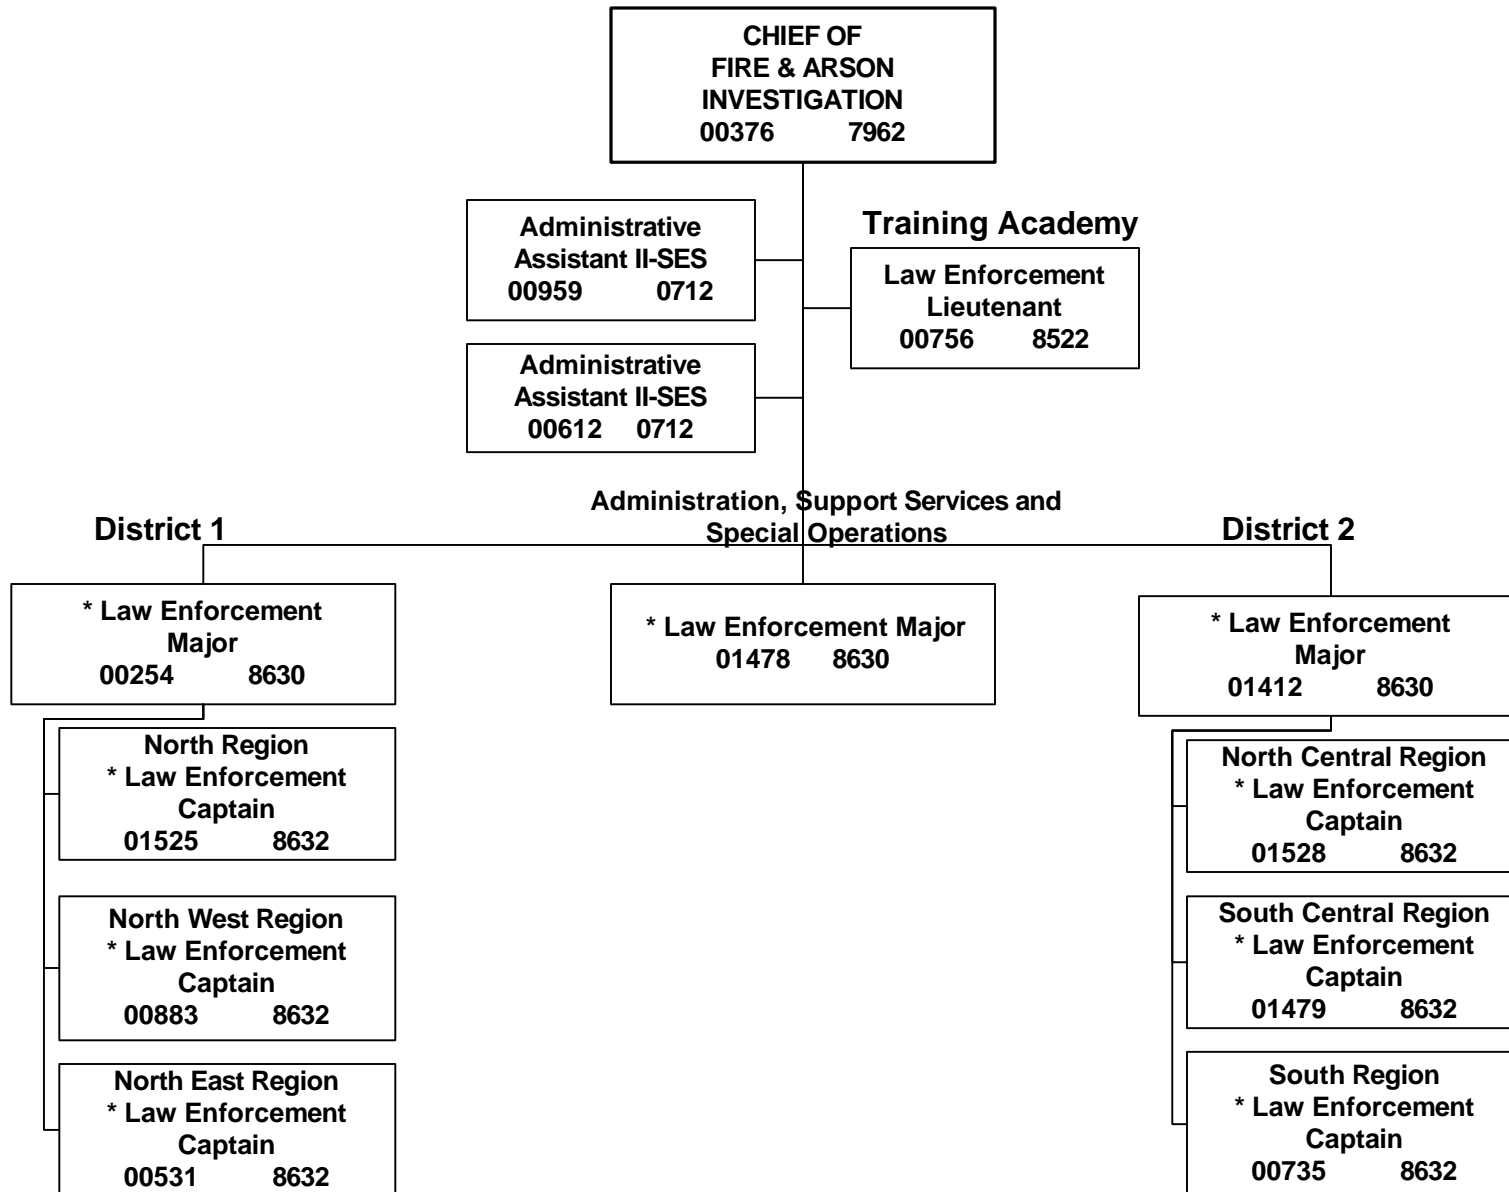 CHIEF OF
FIRE & ARSON
INVESTIGATION
00376 7962
Administrative
Assistant II-SES
00959 0712
Training Academy
Law Enforcement
Lieutenant
00756 8522
Administrative
Assistant II-SES
00612 0712
Administration, Support Services and
Special Operations
District 1
District 2
* Law Enforcement
Major
00254 8630
* Law Enforcement Major
01478 8630
* Law Enforcement
Major
01412 8630
North Region
* Law Enforcement
Captain
01525 8632
North West Region
* Law Enforcement
Captain
00883 8632
North East Region
* Law Enforcement
Captain
00531 8632
North Central Region
* Law Enforcement
Captain
01528 8632
South Central Region
* Law Enforcement
Captain
01479 8632
South Region
* Law Enforcement
Captain
00735 8632